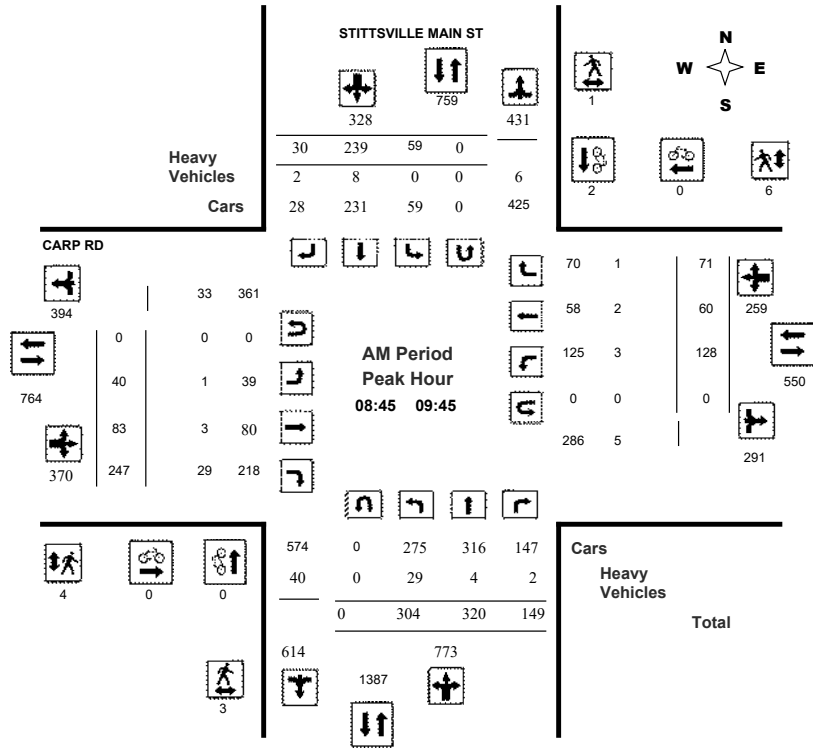 STITTSVILLE MAIN ST
N
W E
S
759
1
328 431
30 239 59 0
Heavy
Vehicles
2 8 0 0 6
2 0 6
Cars
28 231 59 0 425
CARP RD
70 1 71
33 361
394
58 2 60 259
0 0 0
AM Period
Peak Hour
08:45 09:45
125 3 128
40 1 39
764
550
0 0 0
83 3 80
286 5
291
370
247 29 218
574 0 275 316 147 Cars
40 0 29 4 2 Heavy
Vehicles
4 0 0
0 304 320 149 Total
614 773
1387
3